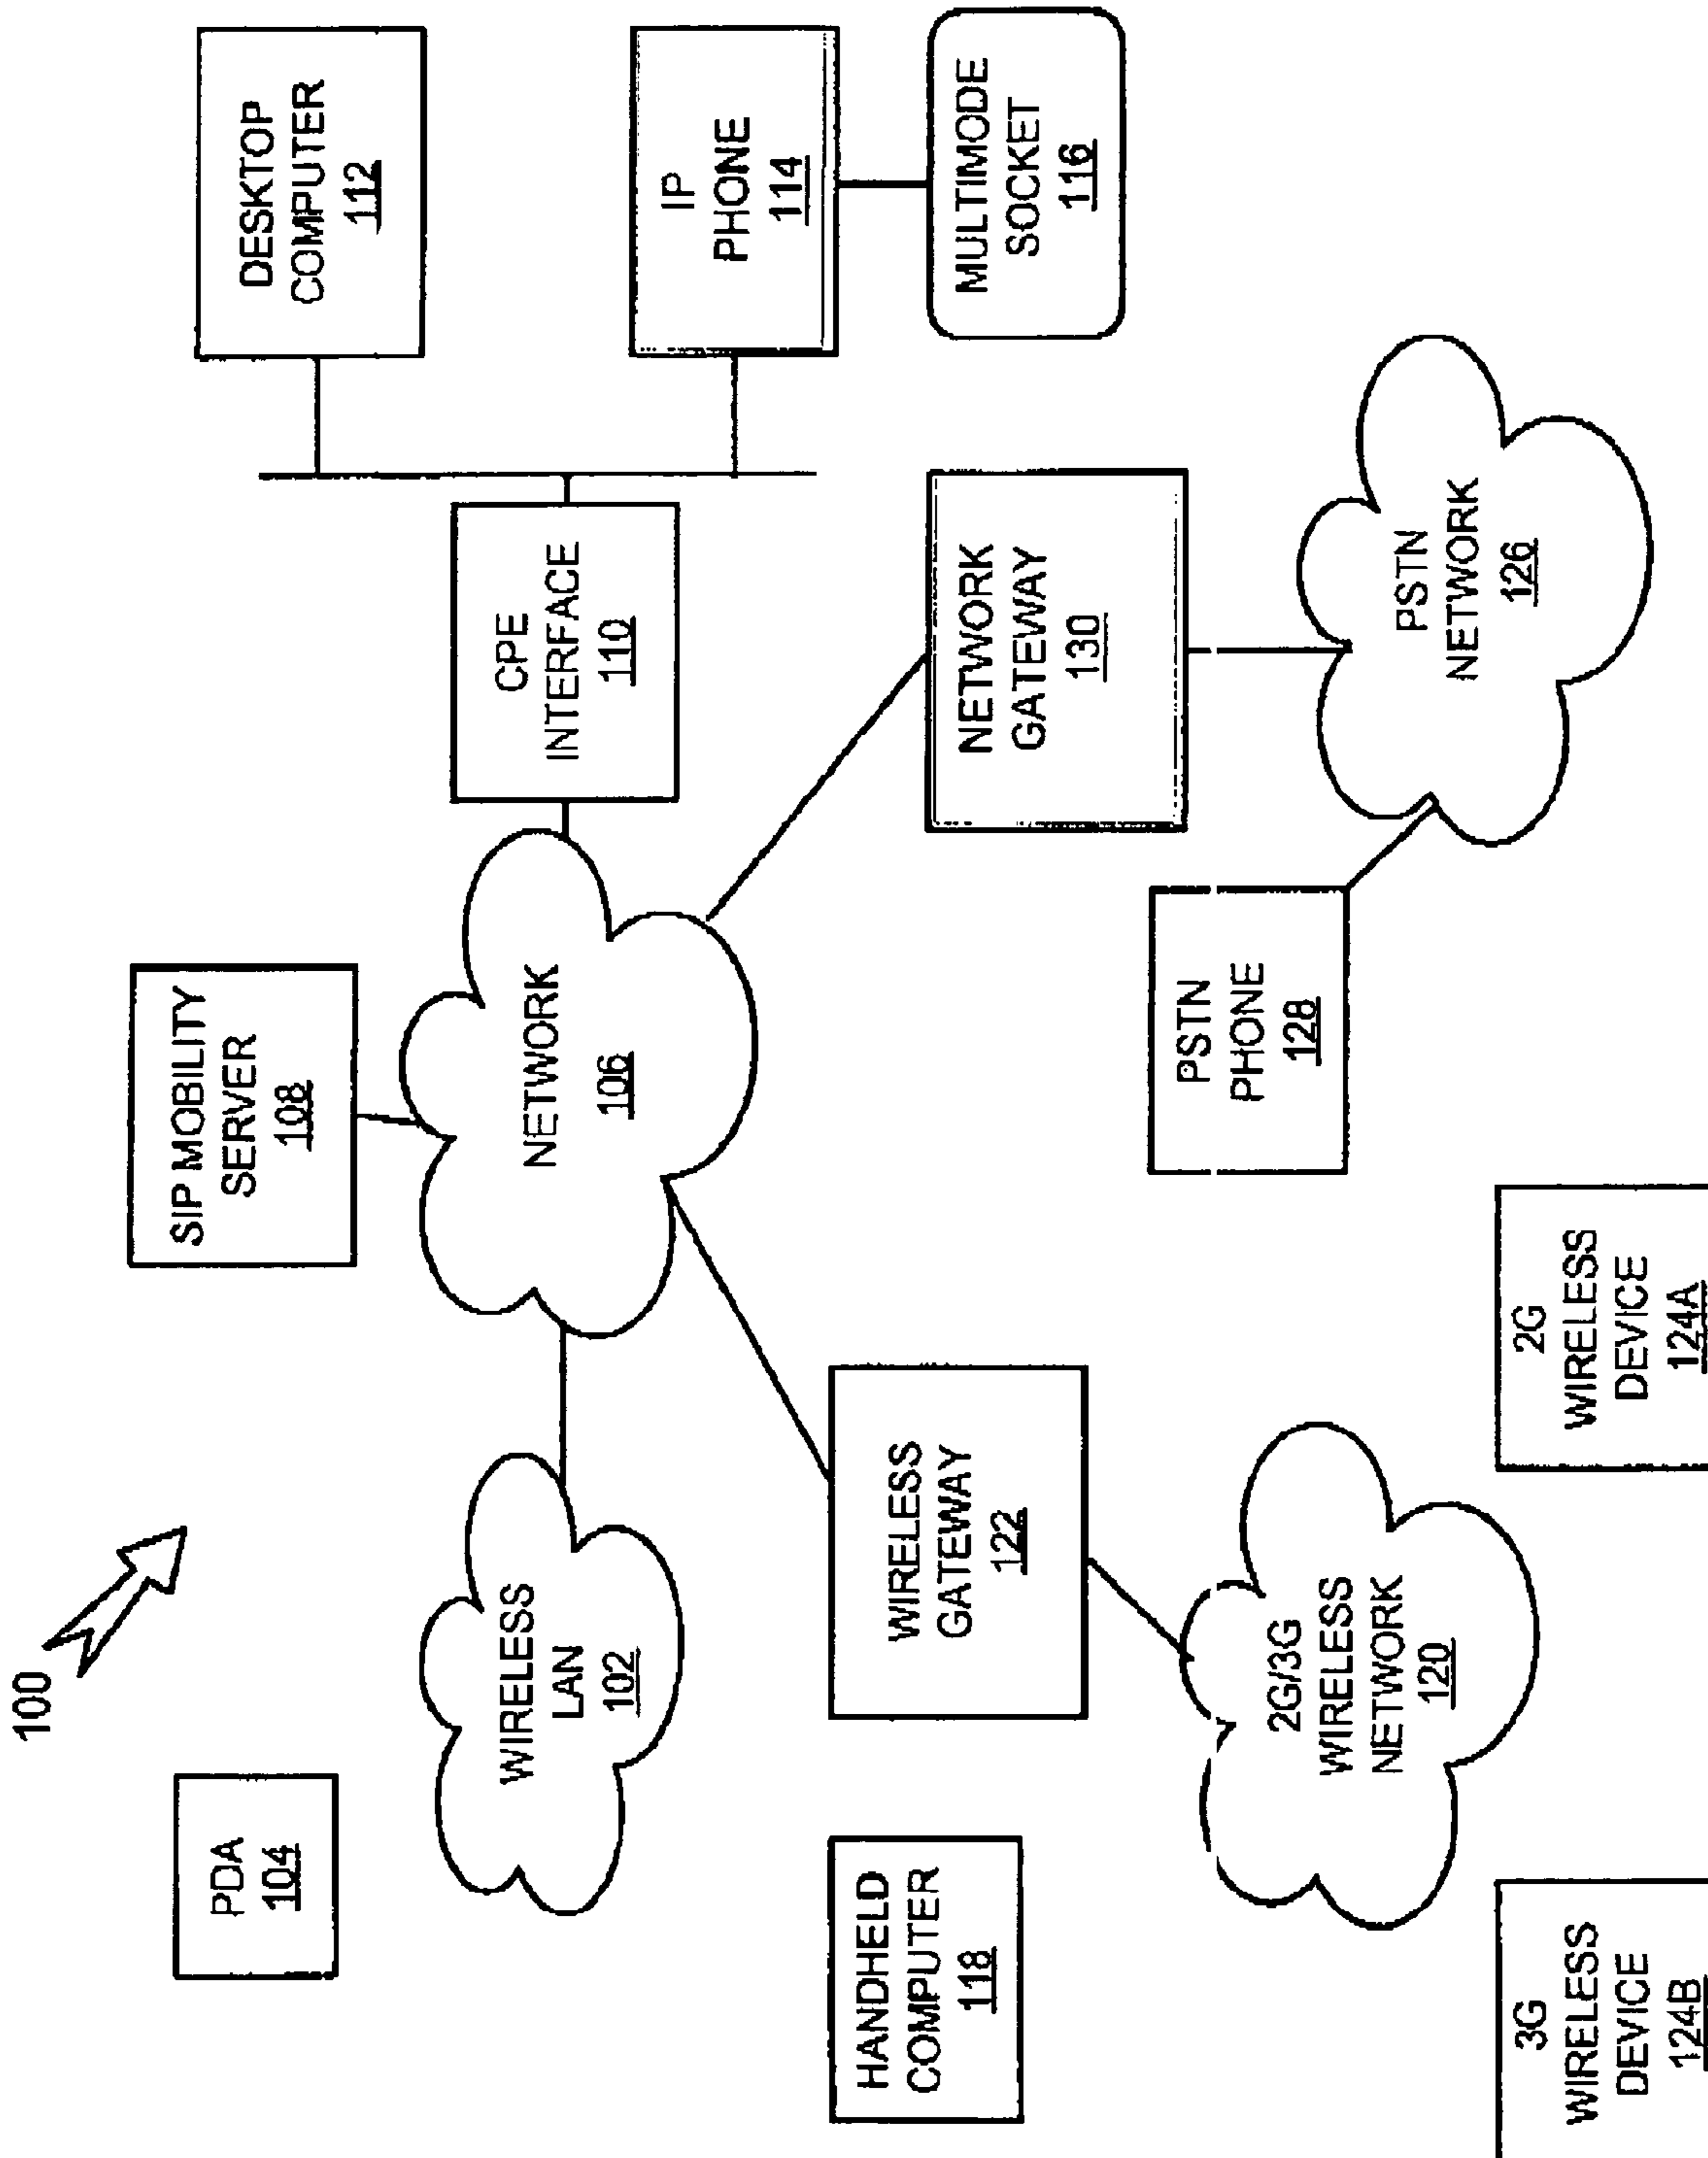 100
PDA
104
SIP MOBILITY
SERVER
108
DESKTOP
COMPUTER
112
WIRELESS
LAN
102
NETWORK
106
CPE
INTERFACE
110
IP
PHONE
114
HANDHELD
COMPUTER
118
WIRELESS
GATEWAY
122
NETWORK
GATEWAY
130
MULTIMODE
SOCKET
116
2G/3G
WIRELESS
NETWORK
120
PSTN
PHONE
128
PSTN
NETWORK
126
3G
WIRELESS
DEVICE
124B
2G
WIRELESS
DEVICE
124A